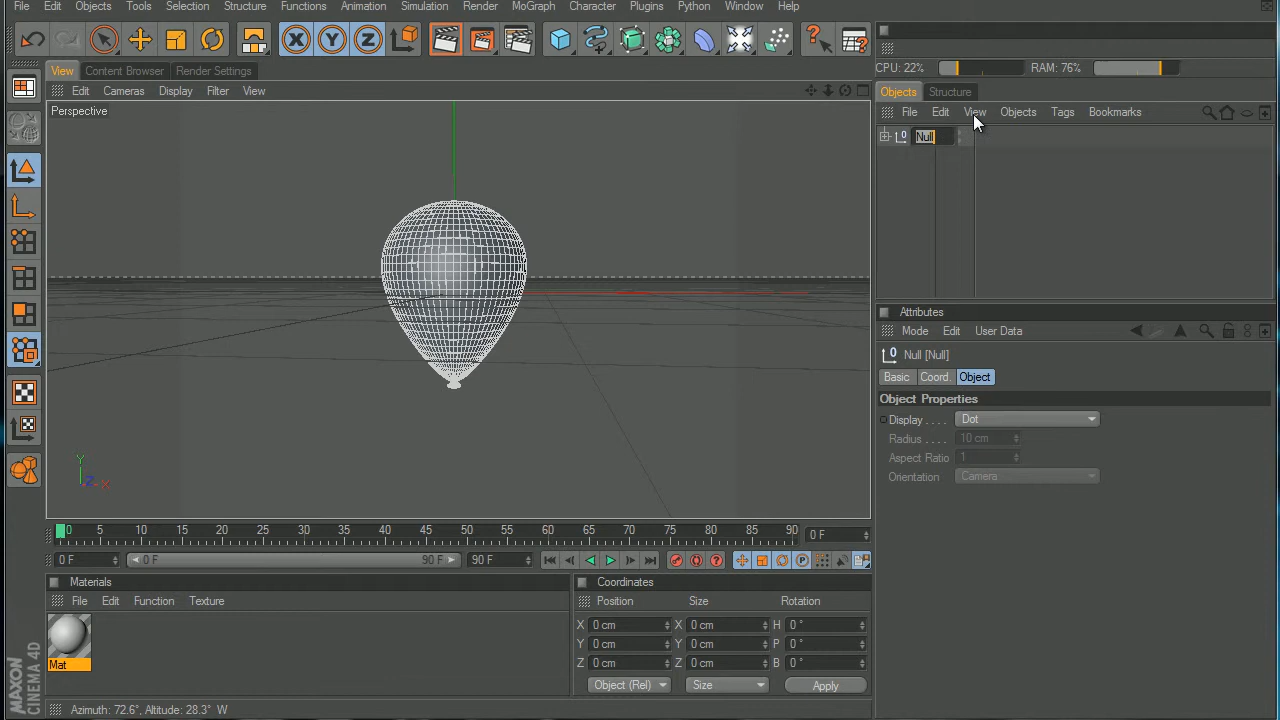 File Edit Objects Tools Selection Structure Functions Animation Simulation Render MoGraph Character Plugins Python Window Help
X Y Z
CPU: 22% RAM: 76%
View Content Browser Render Settings
Objects Structure
Edit Cameras Display Filter View
File Edit View Objects Tags Bookmarks
Perspective
Null
Attributes
Mode Edit User Data
Null [Null]
Basic Coord. Object
Object Properties
Display . . . . Dot
Radius . . . . 10 cm
Aspect Ratio 1
Orientation Camera
Y
Z X
0 5 10 15 20 25 30 35 40 45 50 55 60 65 70 75 80 85 90 0 F
0 F 0 F 90 F 90 F
Materials
File Edit Function Texture
Mat
Coordinates
Position Size Rotation
X 0 cm X 0 cm H 0 °
Y 0 cm Y 0 cm P 0 °
Z 0 cm Z 0 cm B 0 °
Object (Rel) Size Apply
MAXON
CINEMA 4D
Azimuth: 72.6°, Altitude: 28.3° W